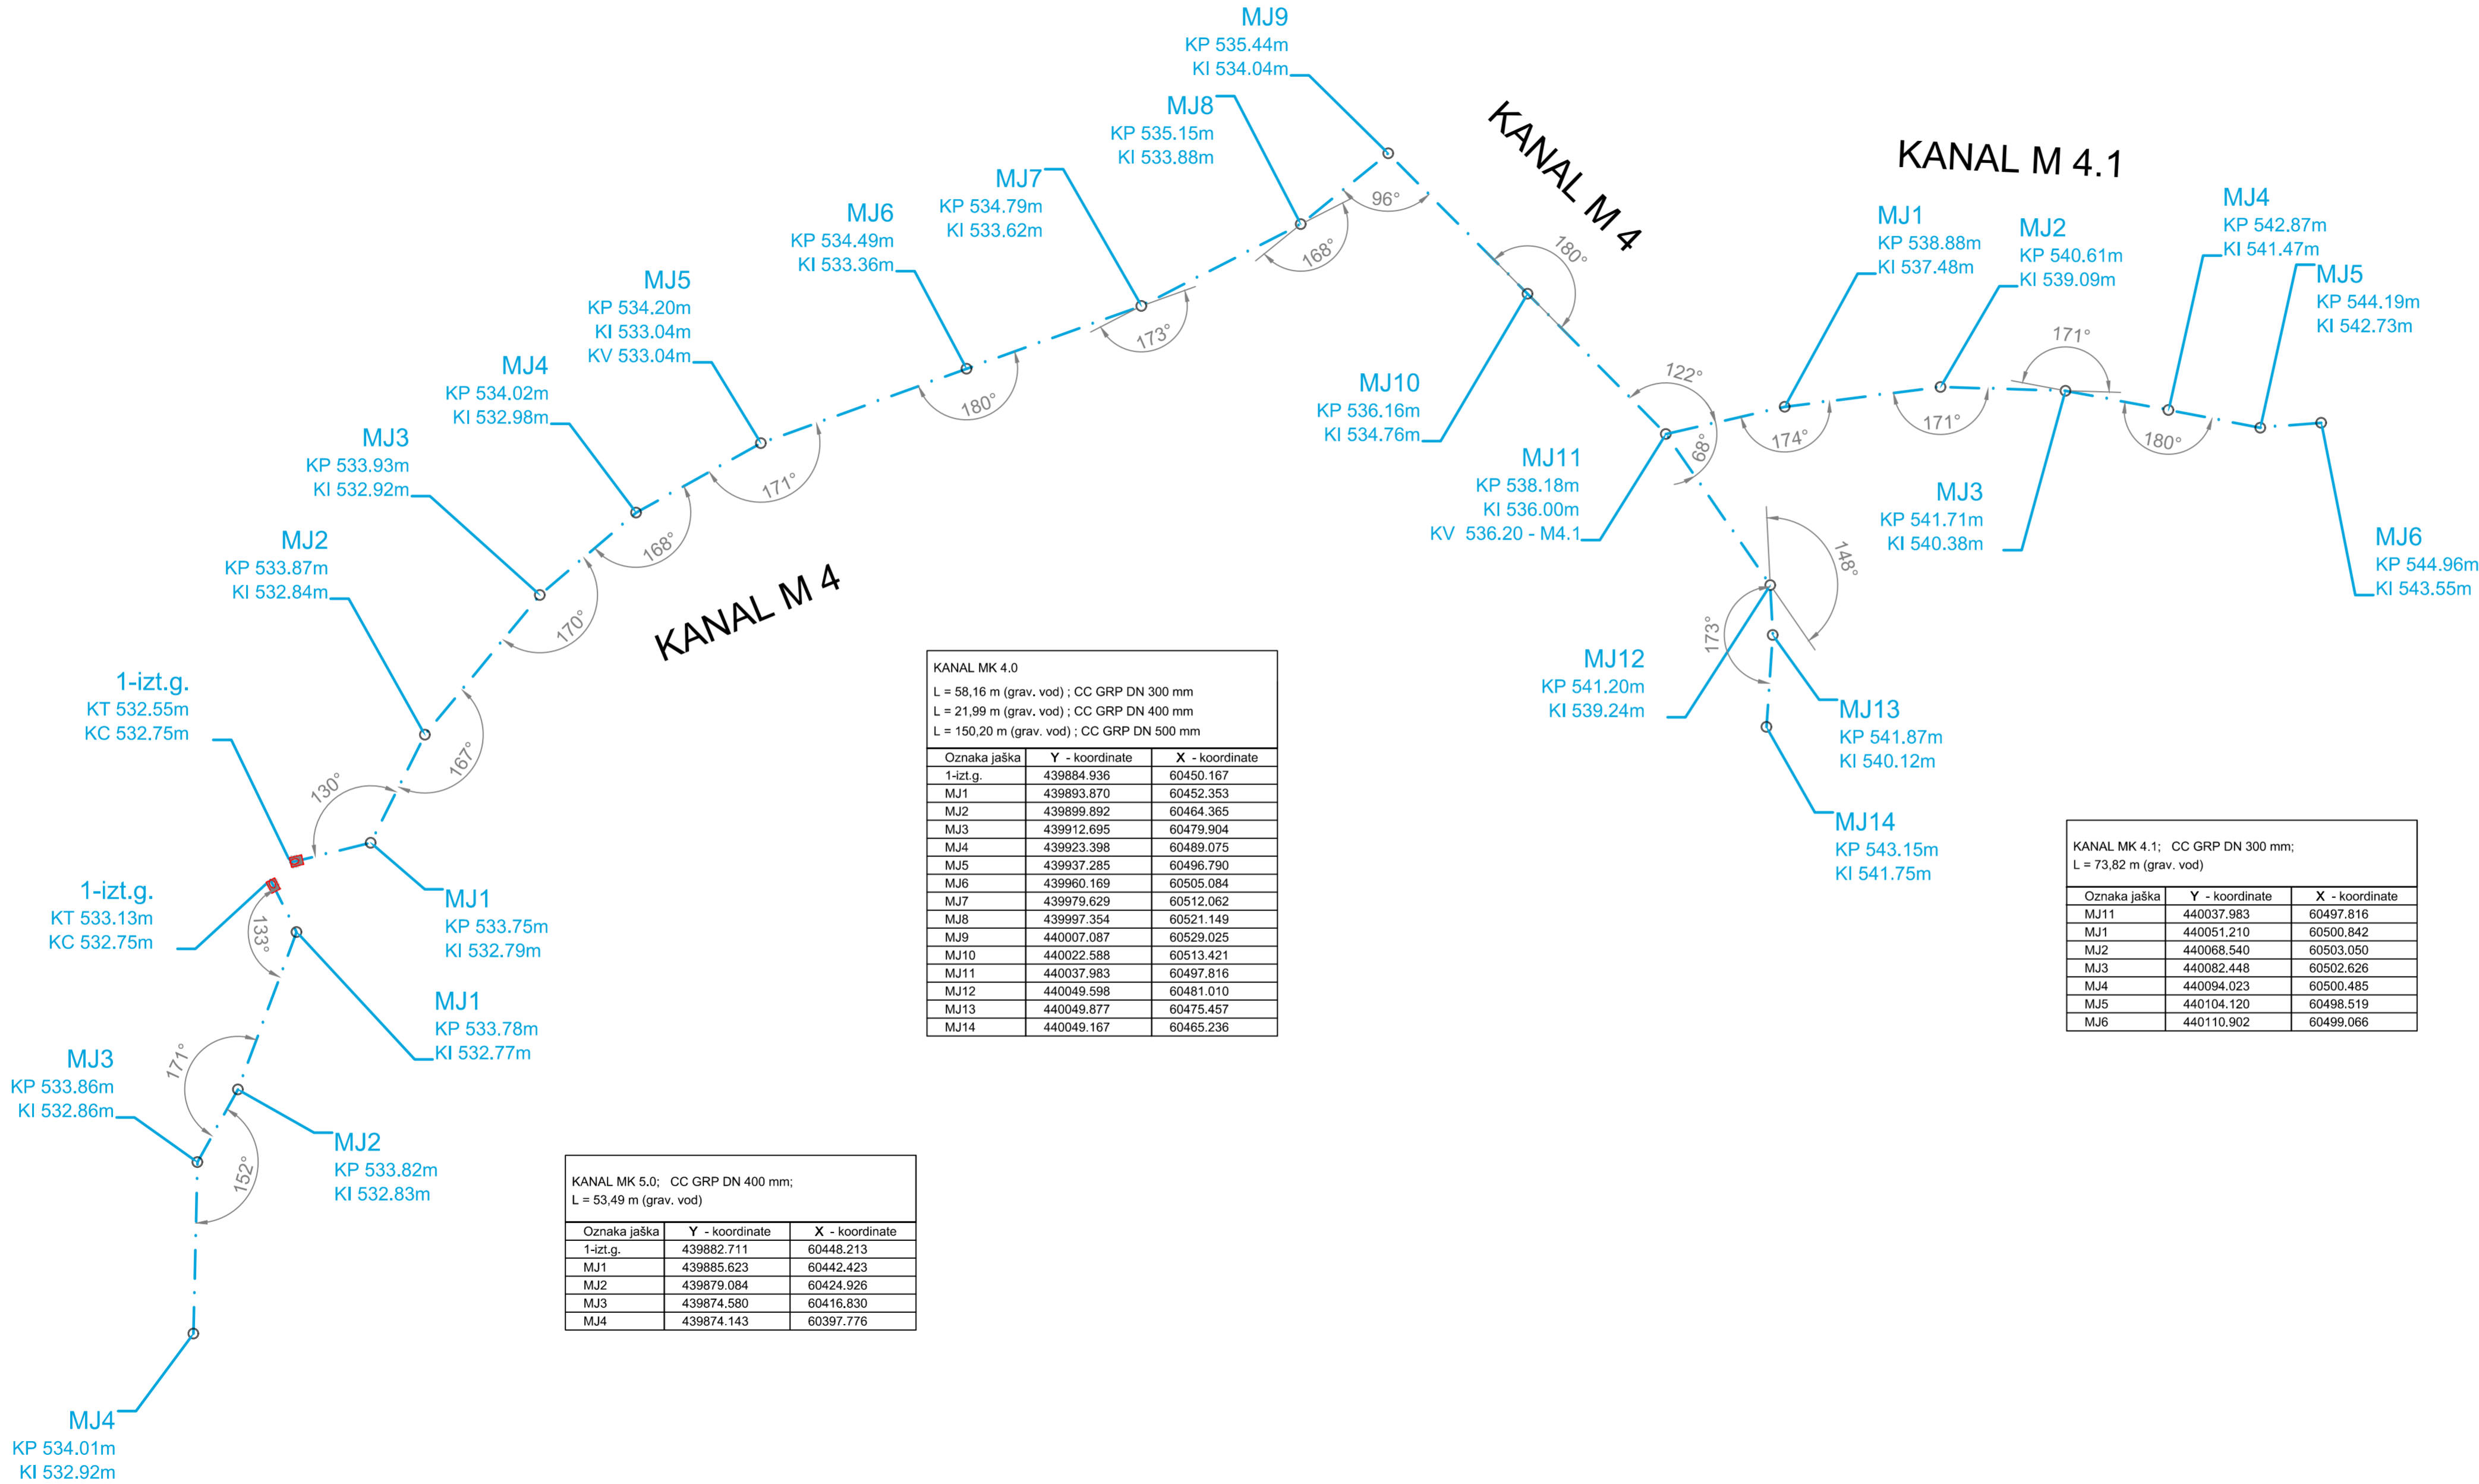 MJ9
KP 535.44m
KI 534.04m
MJ8
KP 535.15m
KI 533.88m
MJ7
KP 534.79m
KI 533.62m
MJ6
KP 534.49m
KI 533.36m
MJ5
KP 534.20m
KI 533.04m
KV 533.04m
MJ4
KP 534.02m
KI 532.98m
MJ3
KP 533.93m
KI 532.92m
MJ2
KP 533.87m
KI 532.84m
1-izt.g.
KT 532.55m
KC 532.75m
1-izt.g.
KT 533.13m
KC 532.75m
MJ1
KP 533.75m
KI 532.79m
MJ1
KP 533.78m
KI 532.77m
MJ3
KP 533.86m
KI 532.86m
MJ2
KP 533.82m
KI 532.83m
MJ4
KP 534.01m
KI 532.92m
130°
133°
171°
152°
167°
170°
168°
171°
180°
173°
168°
96°
180°
122°
68°
174°
171°
171°
180°
148°
173°
KANAL M 4
KANAL M 4
KANAL M 4.1
MJ10
KP 536.16m
KI 534.76m
MJ11
KP 538.18m
KI 536.00m
KV 536.20 - M4.1
MJ1
KP 538.88m
KI 537.48m
MJ2
KP 540.61m
KI 539.09m
MJ4
KP 542.87m
KI 541.47m
MJ5
KP 544.19m
KI 542.73m
MJ3
KP 541.71m
KI 540.38m
MJ6
KP 544.96m
KI 543.55m
MJ12
KP 541.20m
KI 539.24m
MJ13
KP 541.87m
KI 540.12m
MJ14
KP 543.15m
KI 541.75m
KANAL MK 4.0
L = 58,16 m (grav. vod) ; CC GRP DN 300 mm
L = 21,99 m (grav. vod) ; CC GRP DN 400 mm
L = 150,20 m (grav. vod) ; CC GRP DN 500 mm
Oznaka jaška Y - koordinate X - koordinate
1-izt.g. 439884.936 60450.167
MJ1 439893.870 60452.353
MJ2 439899.892 60464.365
MJ3 439912.695 60479.904
MJ4 439923.398 60489.075
MJ5 439937.285 60496.790
MJ6 439960.169 60505.084
MJ7 439979.629 60512.062
MJ8 439997.354 60521.149
MJ9 440007.087 60529.025
MJ10 440022.588 60513.421
MJ11 440037.983 60497.816
MJ12 440049.598 60481.010
MJ13 440049.877 60475.457
MJ14 440049.167 60465.236
KANAL MK 4.1; CC GRP DN 300 mm;
L = 73,82 m (grav. vod)
Oznaka jaška Y - koordinate X - koordinate
MJ11 440037.983 60497.816
MJ1 440051.210 60500.842
MJ2 440068.540 60503.050
MJ3 440082.448 60502.626
MJ4 440094.023 60500.485
MJ5 440104.120 60498.519
MJ6 440110.902 60499.066
KANAL MK 5.0; CC GRP DN 400 mm;
L = 53,49 m (grav. vod)
Oznaka jaška Y - koordinate X - koordinate
1-izt.g. 439882.711 60448.213
MJ1 439885.623 60442.423
MJ2 439879.084 60424.926
MJ3 439874.580 60416.830
MJ4 439874.143 60397.776